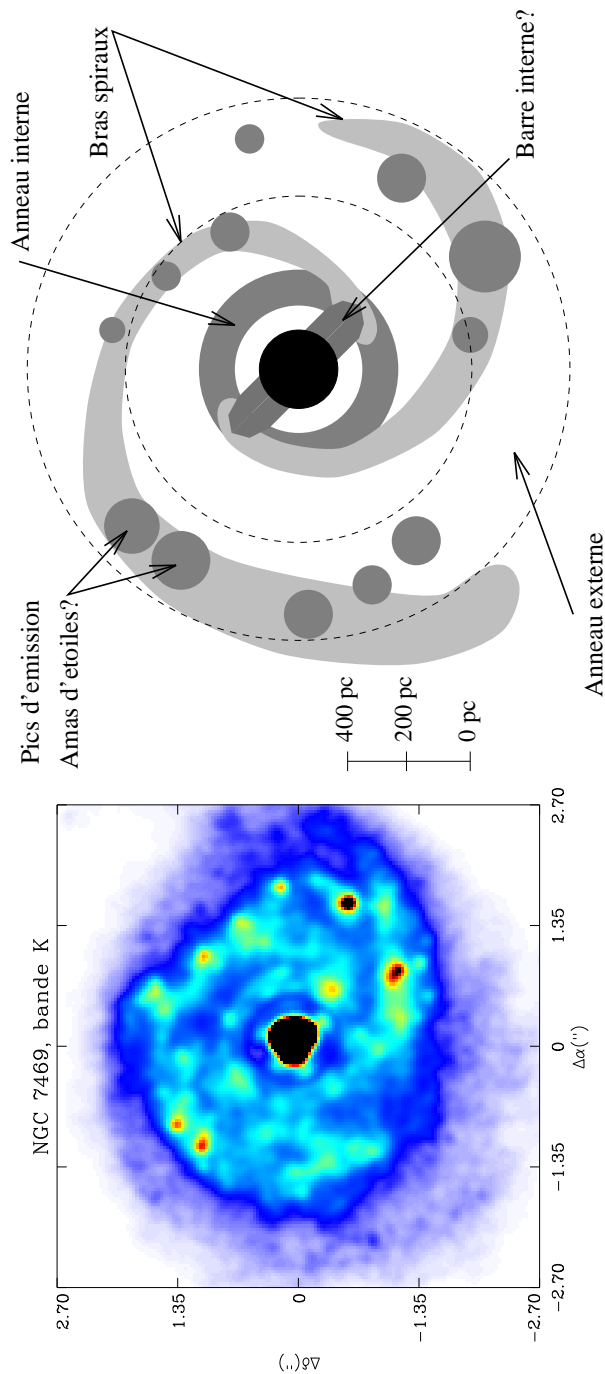 NGC 7469, bande K
2.70
1.35
0
−1.35
−2.70
Δδ('')
−2.70
−1.35
0
1.35
2.70
Δα('')
Pics d'emission
Amas d'etoiles?
Anneau interne
Bras spiraux
Barre interne?
Anneau externe
400 pc
200 pc
0 pc